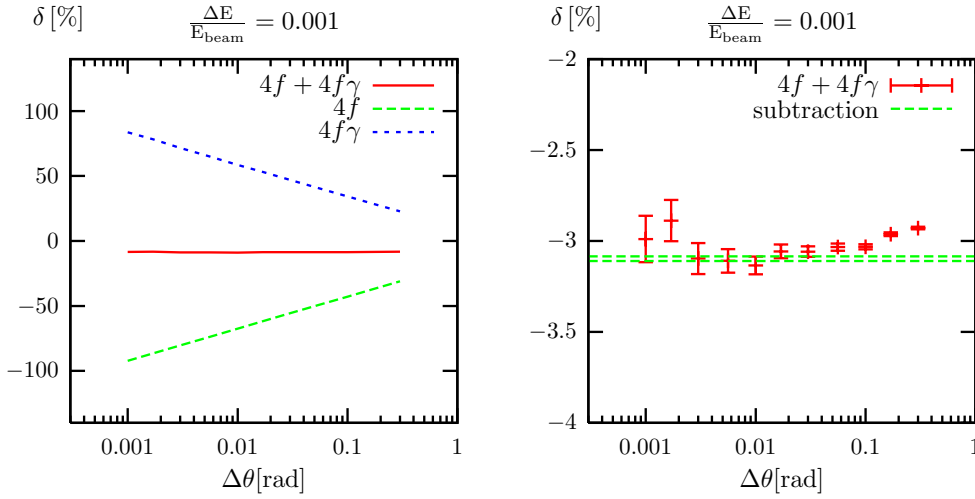 δ [%]
ΔE/E_beam = 0.001
4f + 4fγ
4f
4fγ
100
50
0
−50
−100
0.001
0.01
0.1
1
Δθ[rad]
δ [%]
ΔE/E_beam = 0.001
−2
4f + 4fγ
subtraction
−2.5
−3
−3.5
−4
0.001
0.01
0.1
1
Δθ[rad]